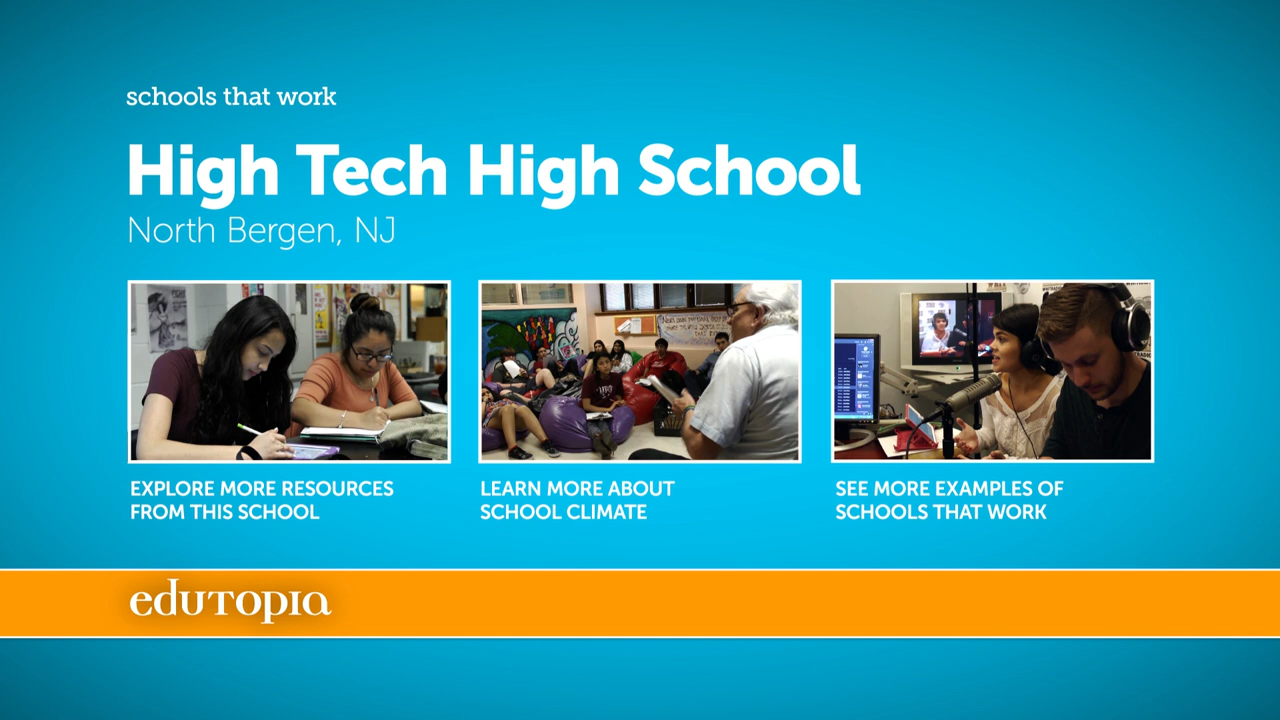 schools that work
High Tech High School
North Bergen, NJ
EXPLORE MORE RESOURCES
FROM THIS SCHOOL
LEARN MORE ABOUT
SCHOOL CLIMATE
SEE MORE EXAMPLES OF
SCHOOLS THAT WORK
edutopia